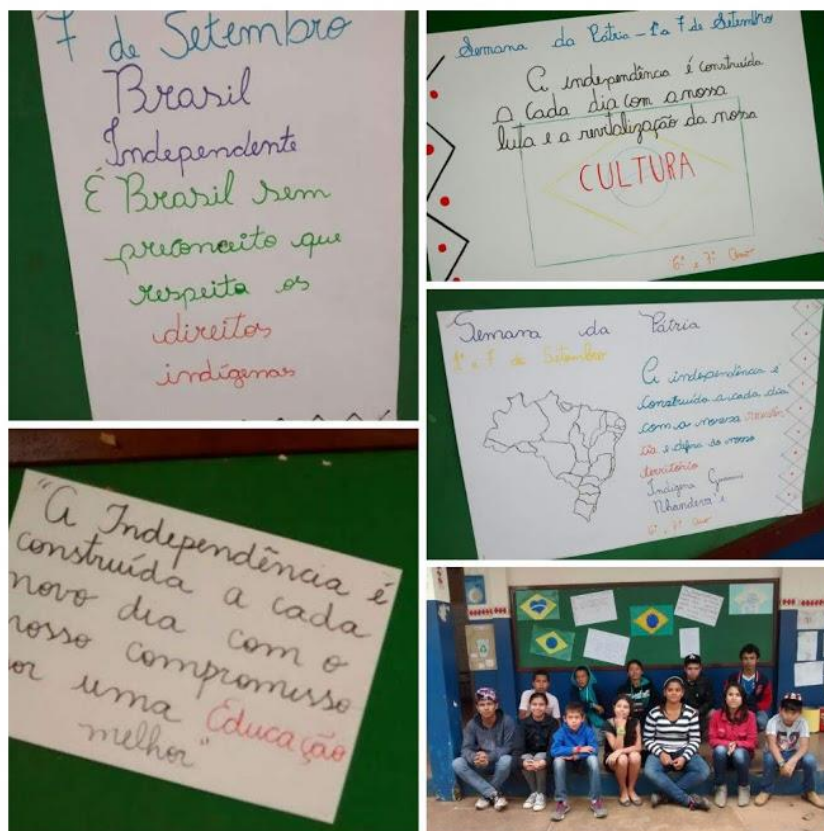 7 de Setembro
Brasil
Independente
É Brasil sem
preconceito que
respeita os
direitos
indígenas
Semana da Pátria - 1º a 7 de Setembro
A independência é construída
a cada dia com a nossa
luta e a revitalização da nossa
CULTURA
6º e 7º Ano
Semana da Pátria
1º a 7 de Setembro
A independência é
construída a cada dia
com a nossa
cia e defesa do nosso
território
Indígena Guarani
Nhandewa
6º e 7º Ano
"A Independência é
construída a cada
novo dia com o
nosso compromisso
or uma Educação
melhor"